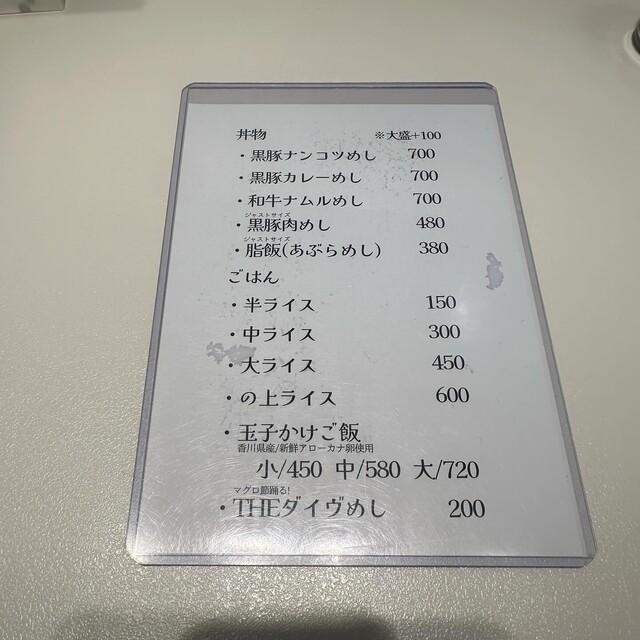 丼物 ※大盛+100
・黒豚ナンコツめし 700
・黒豚カレーめし 700
・和牛ナムルめし 700
ジャストサイズ
・黒豚肉めし 480
ジャストサイズ
・脂飯(あぶらめし) 380
ごはん
・半ライス 150
・中ライス 300
・大ライス 450
・の上ライス 600
・玉子かけご飯
香川県産/新鮮アローカナ卵使用
小/450 中/580 大/720
マグロ節踊る!
・THEダイヴめし 200